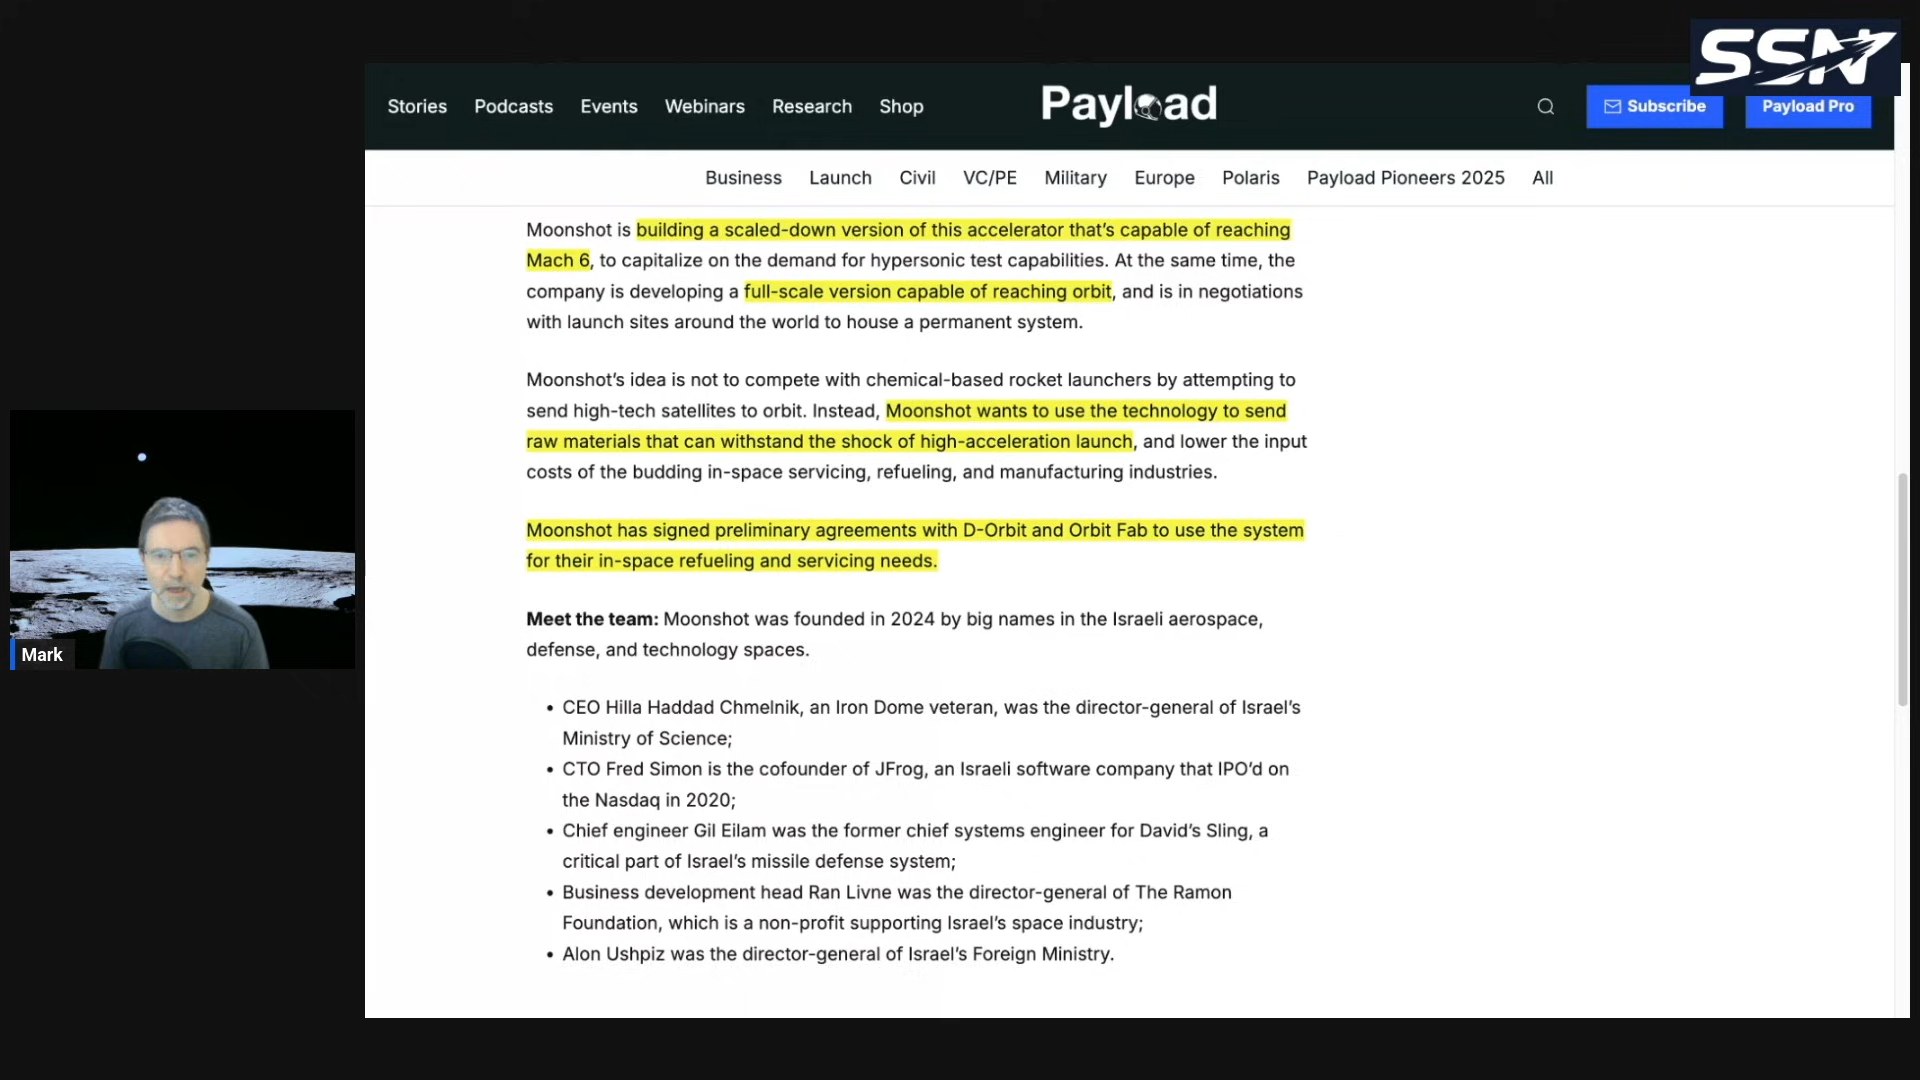 SSN
Stories Podcasts Events Webinars Research Shop Payload Subscribe Payload Pro
Business Launch Civil VC/PE Military Europe Polaris Payload Pioneers 2025 All
Moonshot is building a scaled-down version of this accelerator that’s capable of reaching
Mach 6, to capitalize on the demand for hypersonic test capabilities. At the same time, the
company is developing a full-scale version capable of reaching orbit, and is in negotiations
with launch sites around the world to house a permanent system.
Moonshot’s idea is not to compete with chemical-based rocket launchers by attempting to
send high-tech satellites to orbit. Instead, Moonshot wants to use the technology to send
raw materials that can withstand the shock of high-acceleration launch, and lower the input
costs of the budding in-space servicing, refueling, and manufacturing industries.
Moonshot has signed preliminary agreements with D-Orbit and Orbit Fab to use the system
for their in-space refueling and servicing needs.
Meet the team: Moonshot was founded in 2024 by big names in the Israeli aerospace,
defense, and technology spaces.
• CEO Hilla Haddad Chmelnik, an Iron Dome veteran, was the director-general of Israel’s
Ministry of Science;
• CTO Fred Simon is the cofounder of JFrog, an Israeli software company that IPO’d on
the Nasdaq in 2020;
• Chief engineer Gil Eilam was the former chief systems engineer for David’s Sling, a
critical part of Israel’s missile defense system;
• Business development head Ran Livne was the director-general of The Ramon
Foundation, which is a non-profit supporting Israel’s space industry;
• Alon Ushpiz was the director-general of Israel’s Foreign Ministry.
Mark